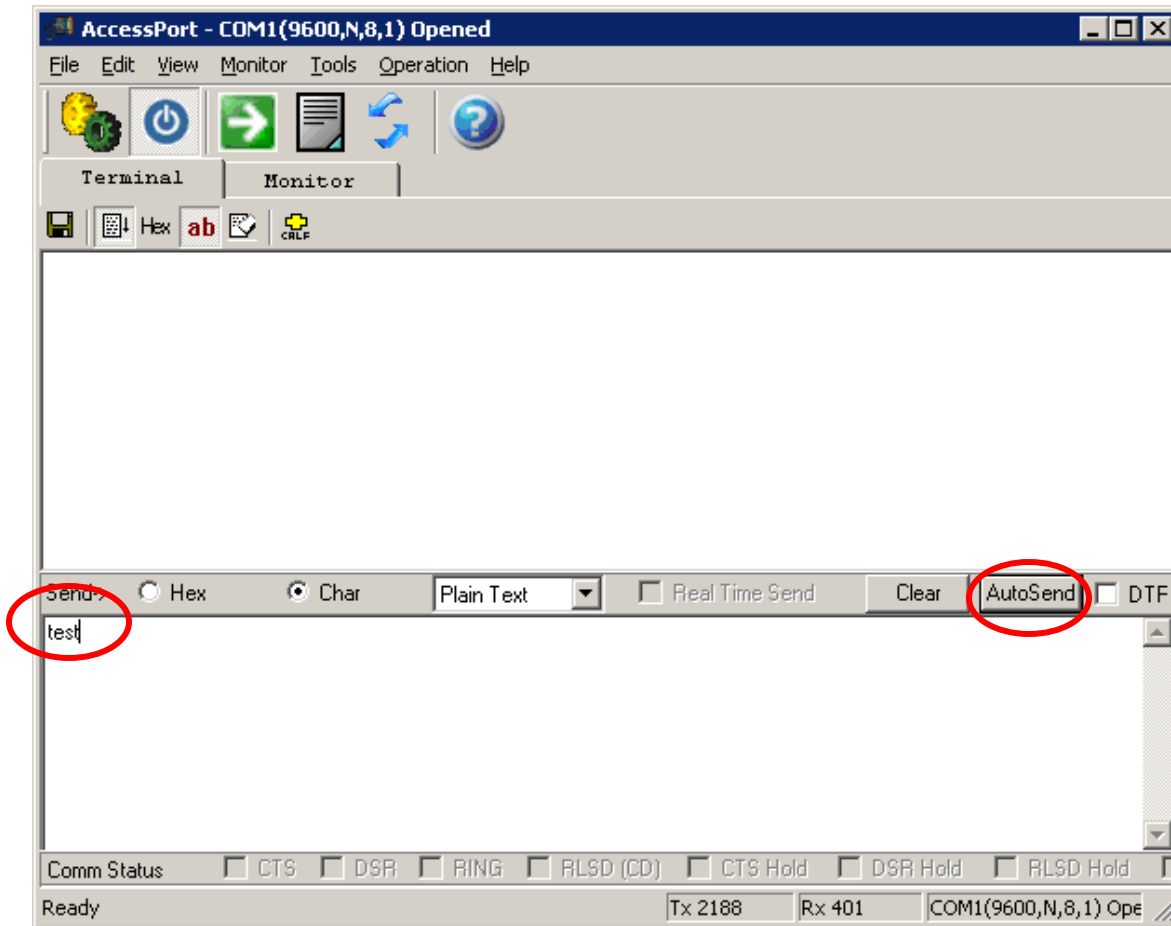 AccessPort - COM1(9600,N,8,1) Opened
File Edit View Monitor Tools Operation Help
Terminal Monitor
Hex ab CRLF
Send-> Hex Char Plain Text Real Time Send Clear AutoSend DTF
test
Comm Status CTS DSR RING RLSD (CD) CTS Hold DSR Hold RLSD Hold
Ready Tx 2188 Rx 401 COM1(9600,N,8,1) Ope